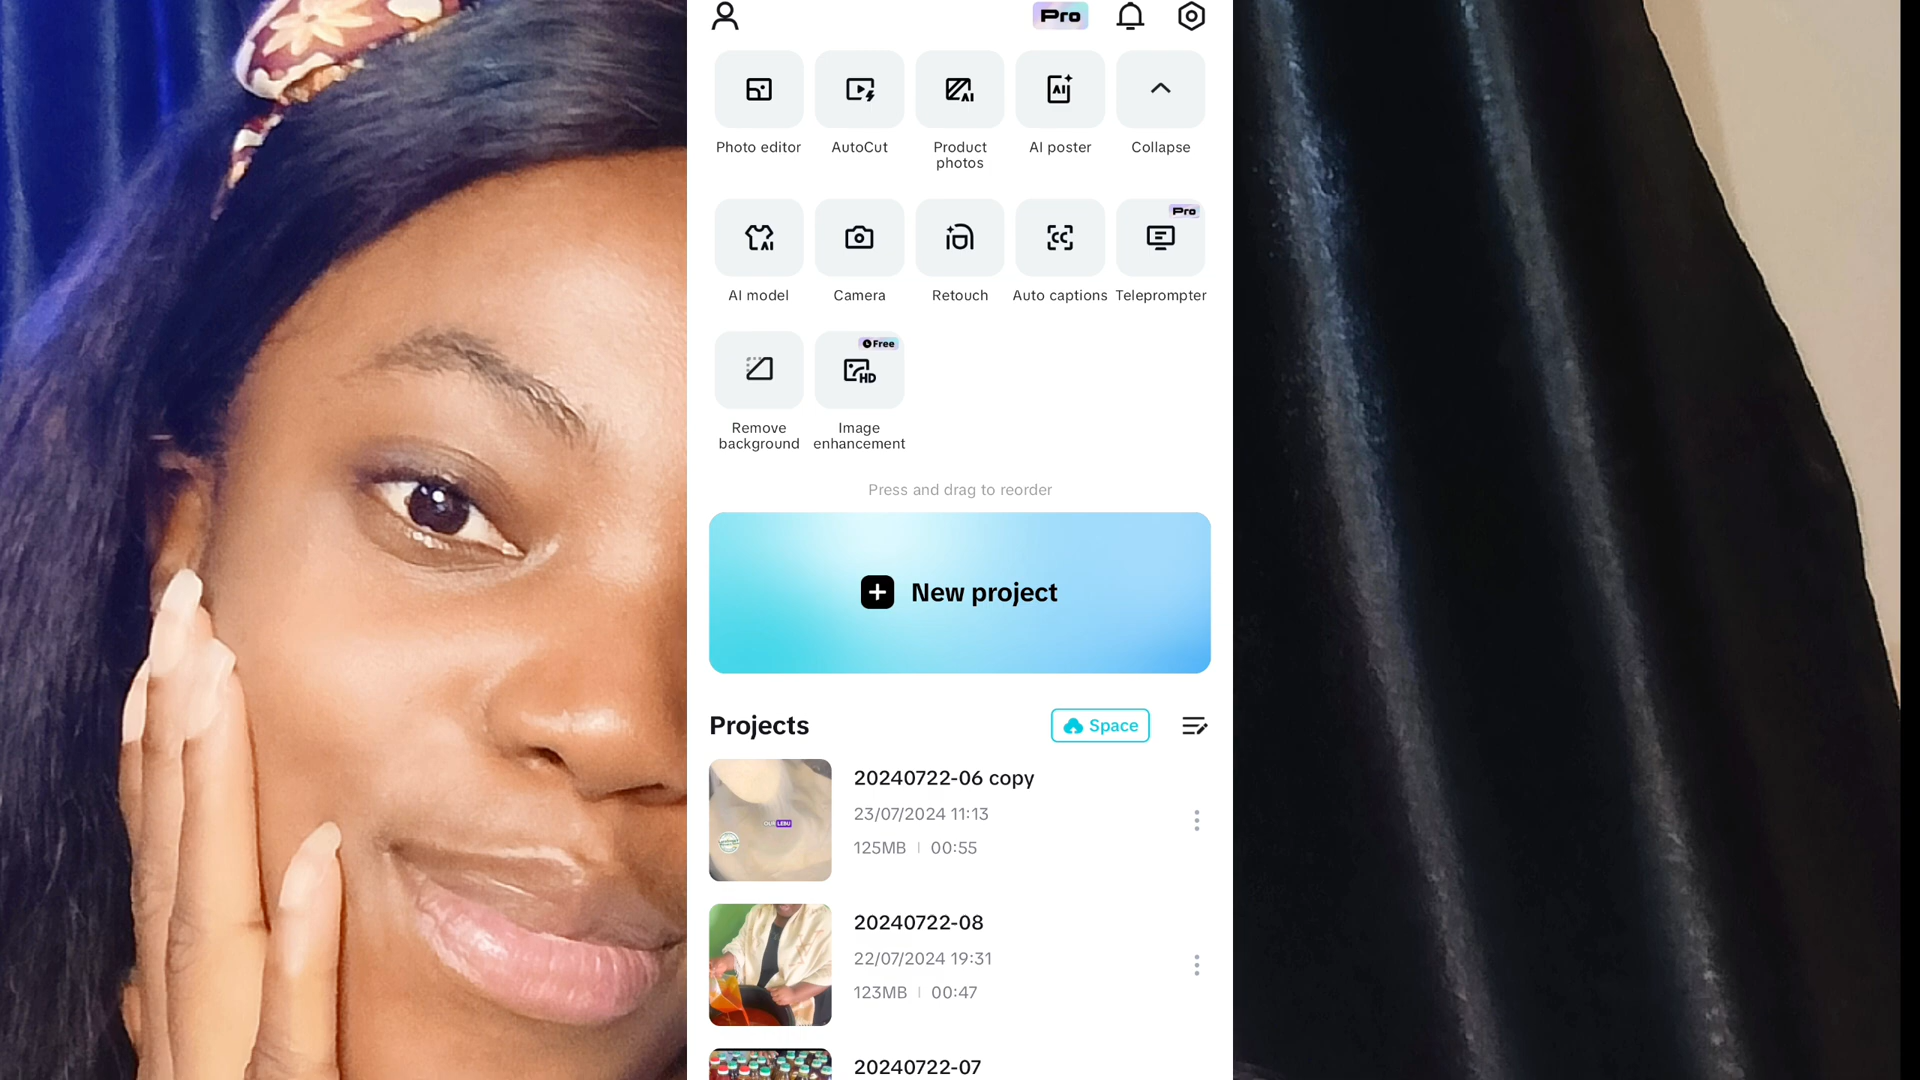 Pro
Photo editor
AutoCut
Product
photos
AI poster
Collapse
Pro
AI model
Camera
Retouch
Auto captions
Teleprompter
Free
HD
Remove
background
Image
enhancement
Press and drag to reorder
New project
Projects
Space
20240722-06 copy
23/07/2024 11:13
125MB | 00:55
LEBU
20240722-08
22/07/2024 19:31
123MB | 00:47
20240722-07